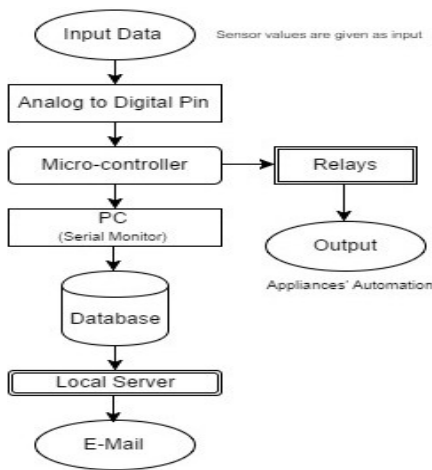 Input Data
Sensor values are given as input
Analog to Digital Pin
Micro-controller
Relays
PC
(Serial Monitor)
Output
Appliances' Automation
Database
Local Server
E-Mail